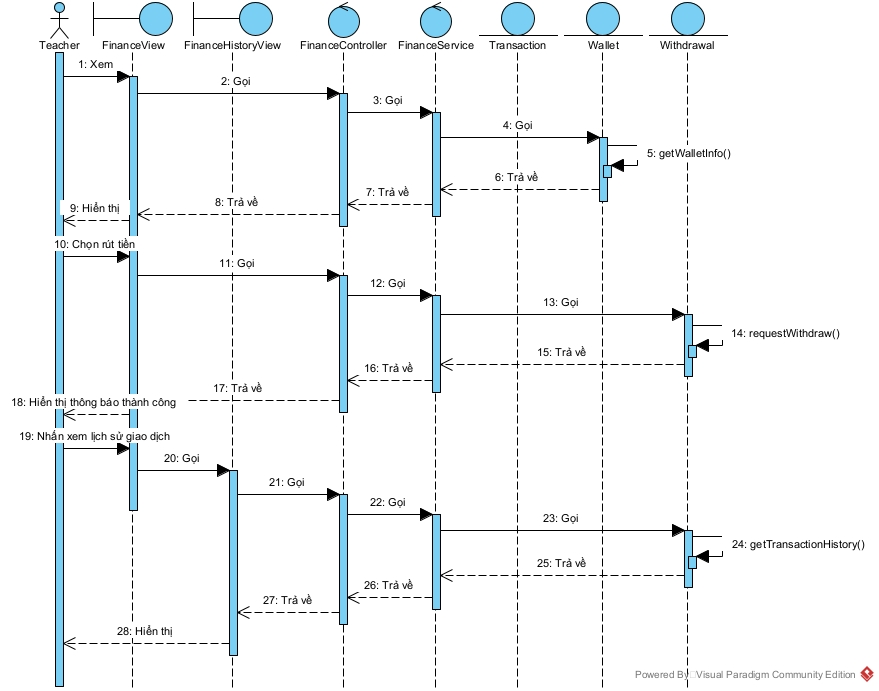 Teacher
FinanceView
FinanceHistoryView
FinanceController
FinanceService
Transaction
Wallet
Withdrawal
1: Xem
2: Gọi
3: Gọi
4: Gọi
5: getWalletInfo()
6: Trả về
7: Trả về
8: Trả về
9: Hiển thị
10: Chọn rút tiền
11: Gọi
12: Gọi
13: Gọi
14: requestWithdraw()
15: Trả về
16: Trả về
17: Trả về
18: Hiển thị thông báo thành công
19: Nhấn xem lịch sử giao dịch
20: Gọi
21: Gọi
22: Gọi
23: Gọi
24: getTransactionHistory()
25: Trả về
26: Trả về
27: Trả về
28: Hiển thị
Powered By Visual Paradigm Community Edition